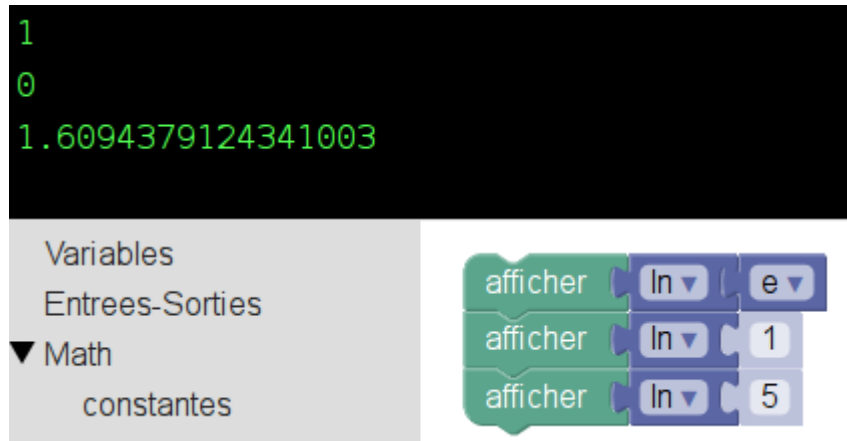 1
0
1.6094379124341003
Variables
Entrees-Sorties
Math
constantes
afficher ln e
afficher ln 1
afficher ln 5